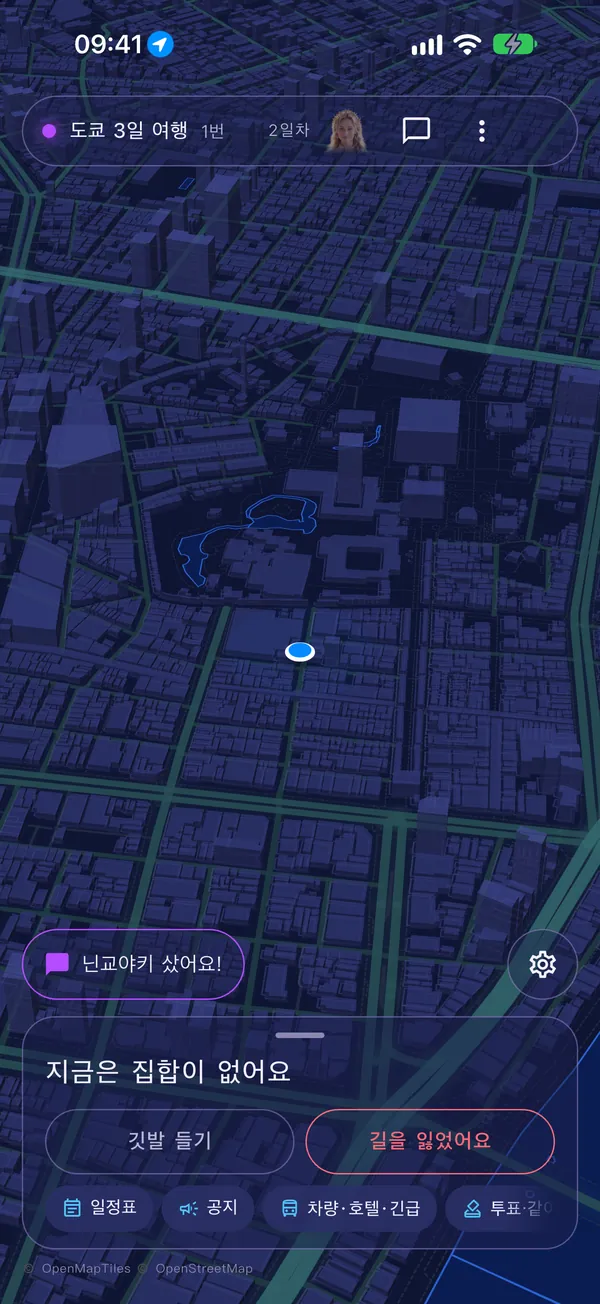 09:41
도쿄 3일 여행 1번 2일차
닌교야키 샀어요!
지금은 집합이 없어요
깃발 들기
길을 잃었어요
일정표
공지
차량·호텔·긴급
투표·같이
© OpenMapTiles © OpenStreetMap